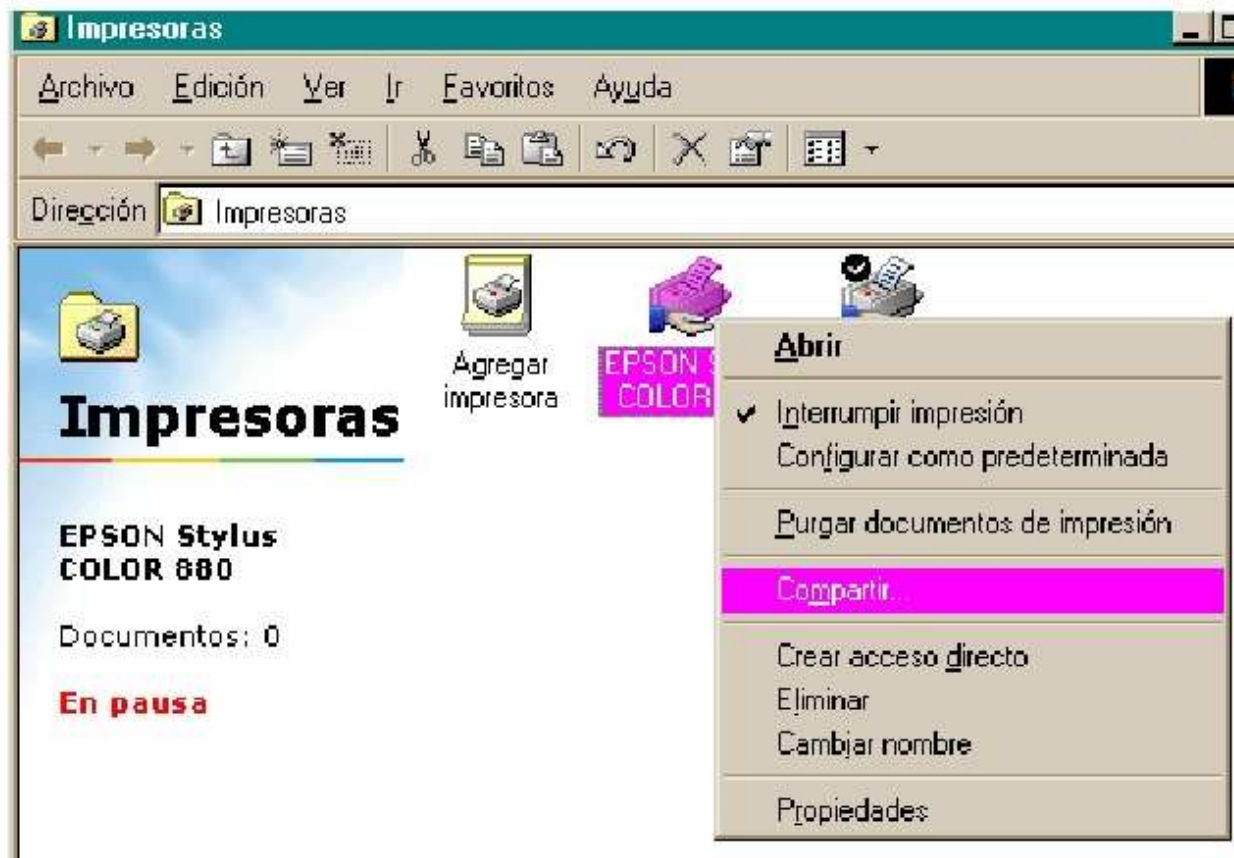 Impresoras
Archivo Edición Ver Ir Favoritos Ayuda
Dirección Impresoras
Agregar
impresora
EPSON
COLOR
Impresoras
EPSON Stylus
COLOR 880
Documentos: 0
En pausa
Abrir
Interrumpir impresión
Configurar como predeterminada
Purgar documentos de impresión
Compartir...
Crear acceso directo
Eliminar
Cambiar nombre
Propiedades